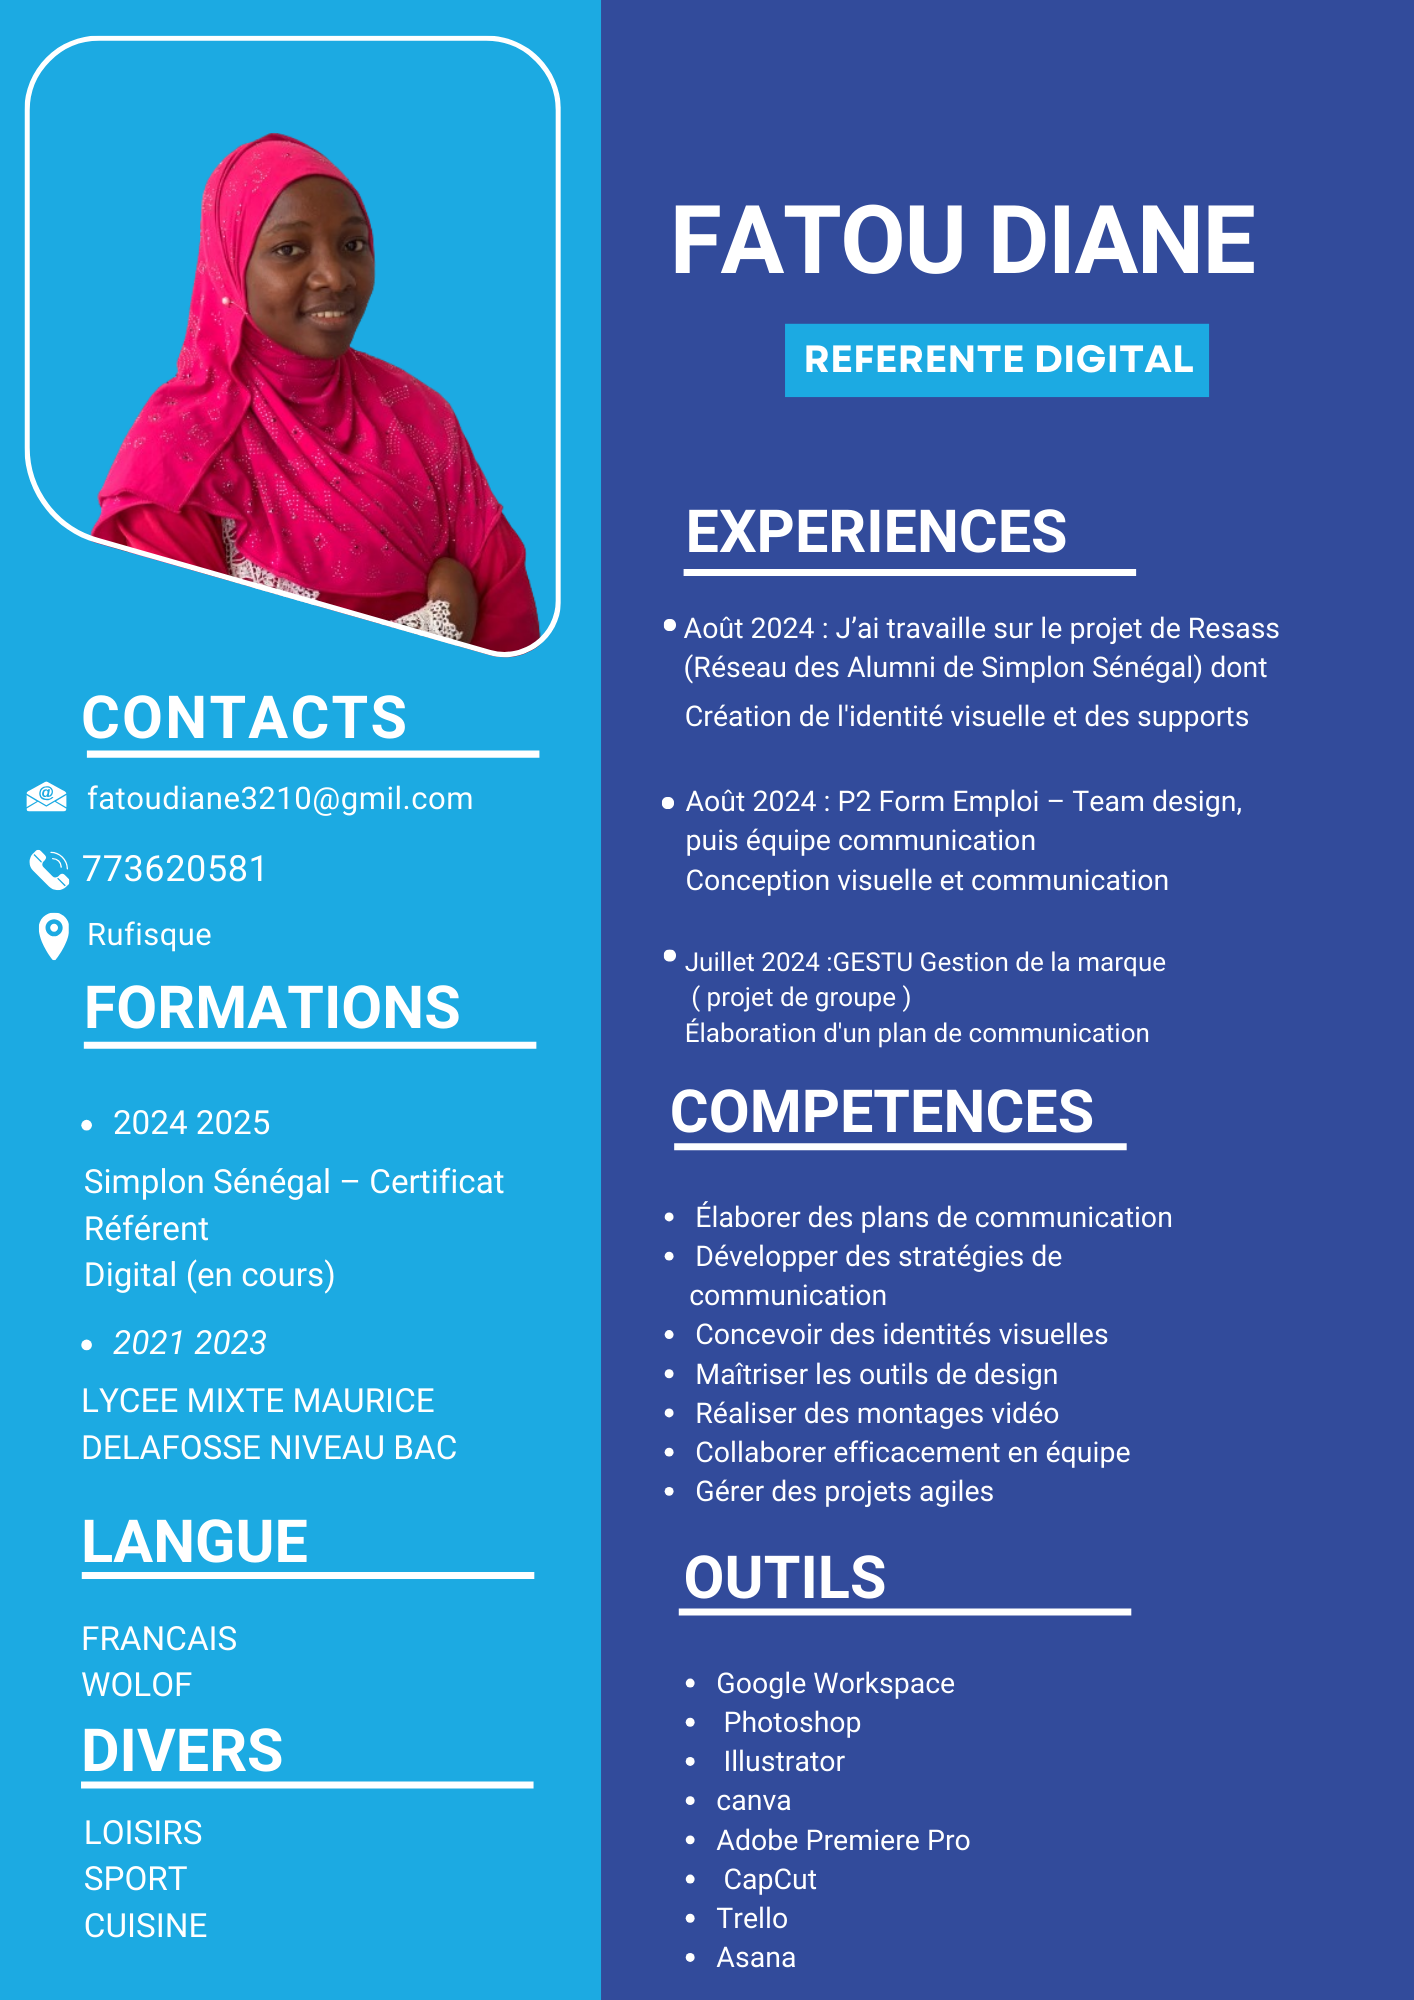 FATOU DIANE
REFERENTE DIGITAL
CONTACTS
@
fatoudiane3210@gmil.com
773620581
Rufisque
FORMATIONS
• 2024 2025
Simplon Sénégal – Certificat
Référent
Digital (en cours)
• 2021 2023
LYCEE MIXTE MAURICE
DELAFOSSE NIVEAU BAC
LANGUE
FRANCAIS
WOLOF
DIVERS
LOISIRS
SPORT
CUISINE
EXPERIENCES
• Août 2024 : J’ai travaille sur le projet de Resass
(Réseau des Alumni de Simplon Sénégal) dont
Création de l'identité visuelle et des supports
• Août 2024 : P2 Form Emploi – Team design,
puis équipe communication
Conception visuelle et communication
• Juillet 2024 :GESTU Gestion de la marque
( projet de groupe )
Élaboration d'un plan de communication
COMPETENCES
• Élaborer des plans de communication
• Développer des stratégies de
communication
• Concevoir des identités visuelles
• Maîtriser les outils de design
• Réaliser des montages vidéo
• Collaborer efficacement en équipe
• Gérer des projets agiles
OUTILS
• Google Workspace
• Photoshop
• Illustrator
• canva
• Adobe Premiere Pro
• CapCut
• Trello
• Asana